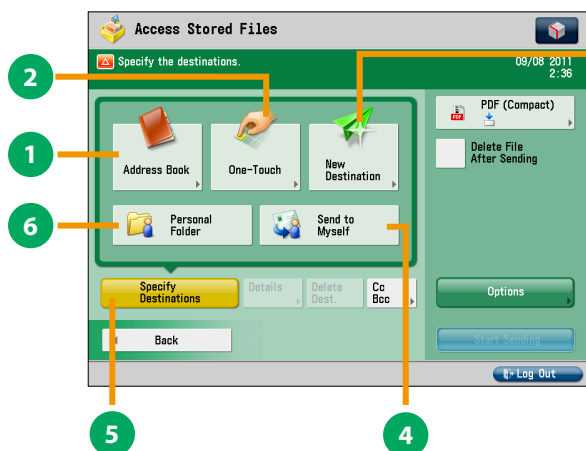 Access Stored Files
Specify the destinations.
09/08 2011
2:36
2
1
6
Address Book
One-Touch
New
Destination
PDF
PDF (Compact)
Delete File
After Sending
Personal
Folder
Send to
Myself
Specify
Destinations
Details
Delete
Dest.
Cc
Bcc
Options
Back
Start Sending
Log Out
5
4